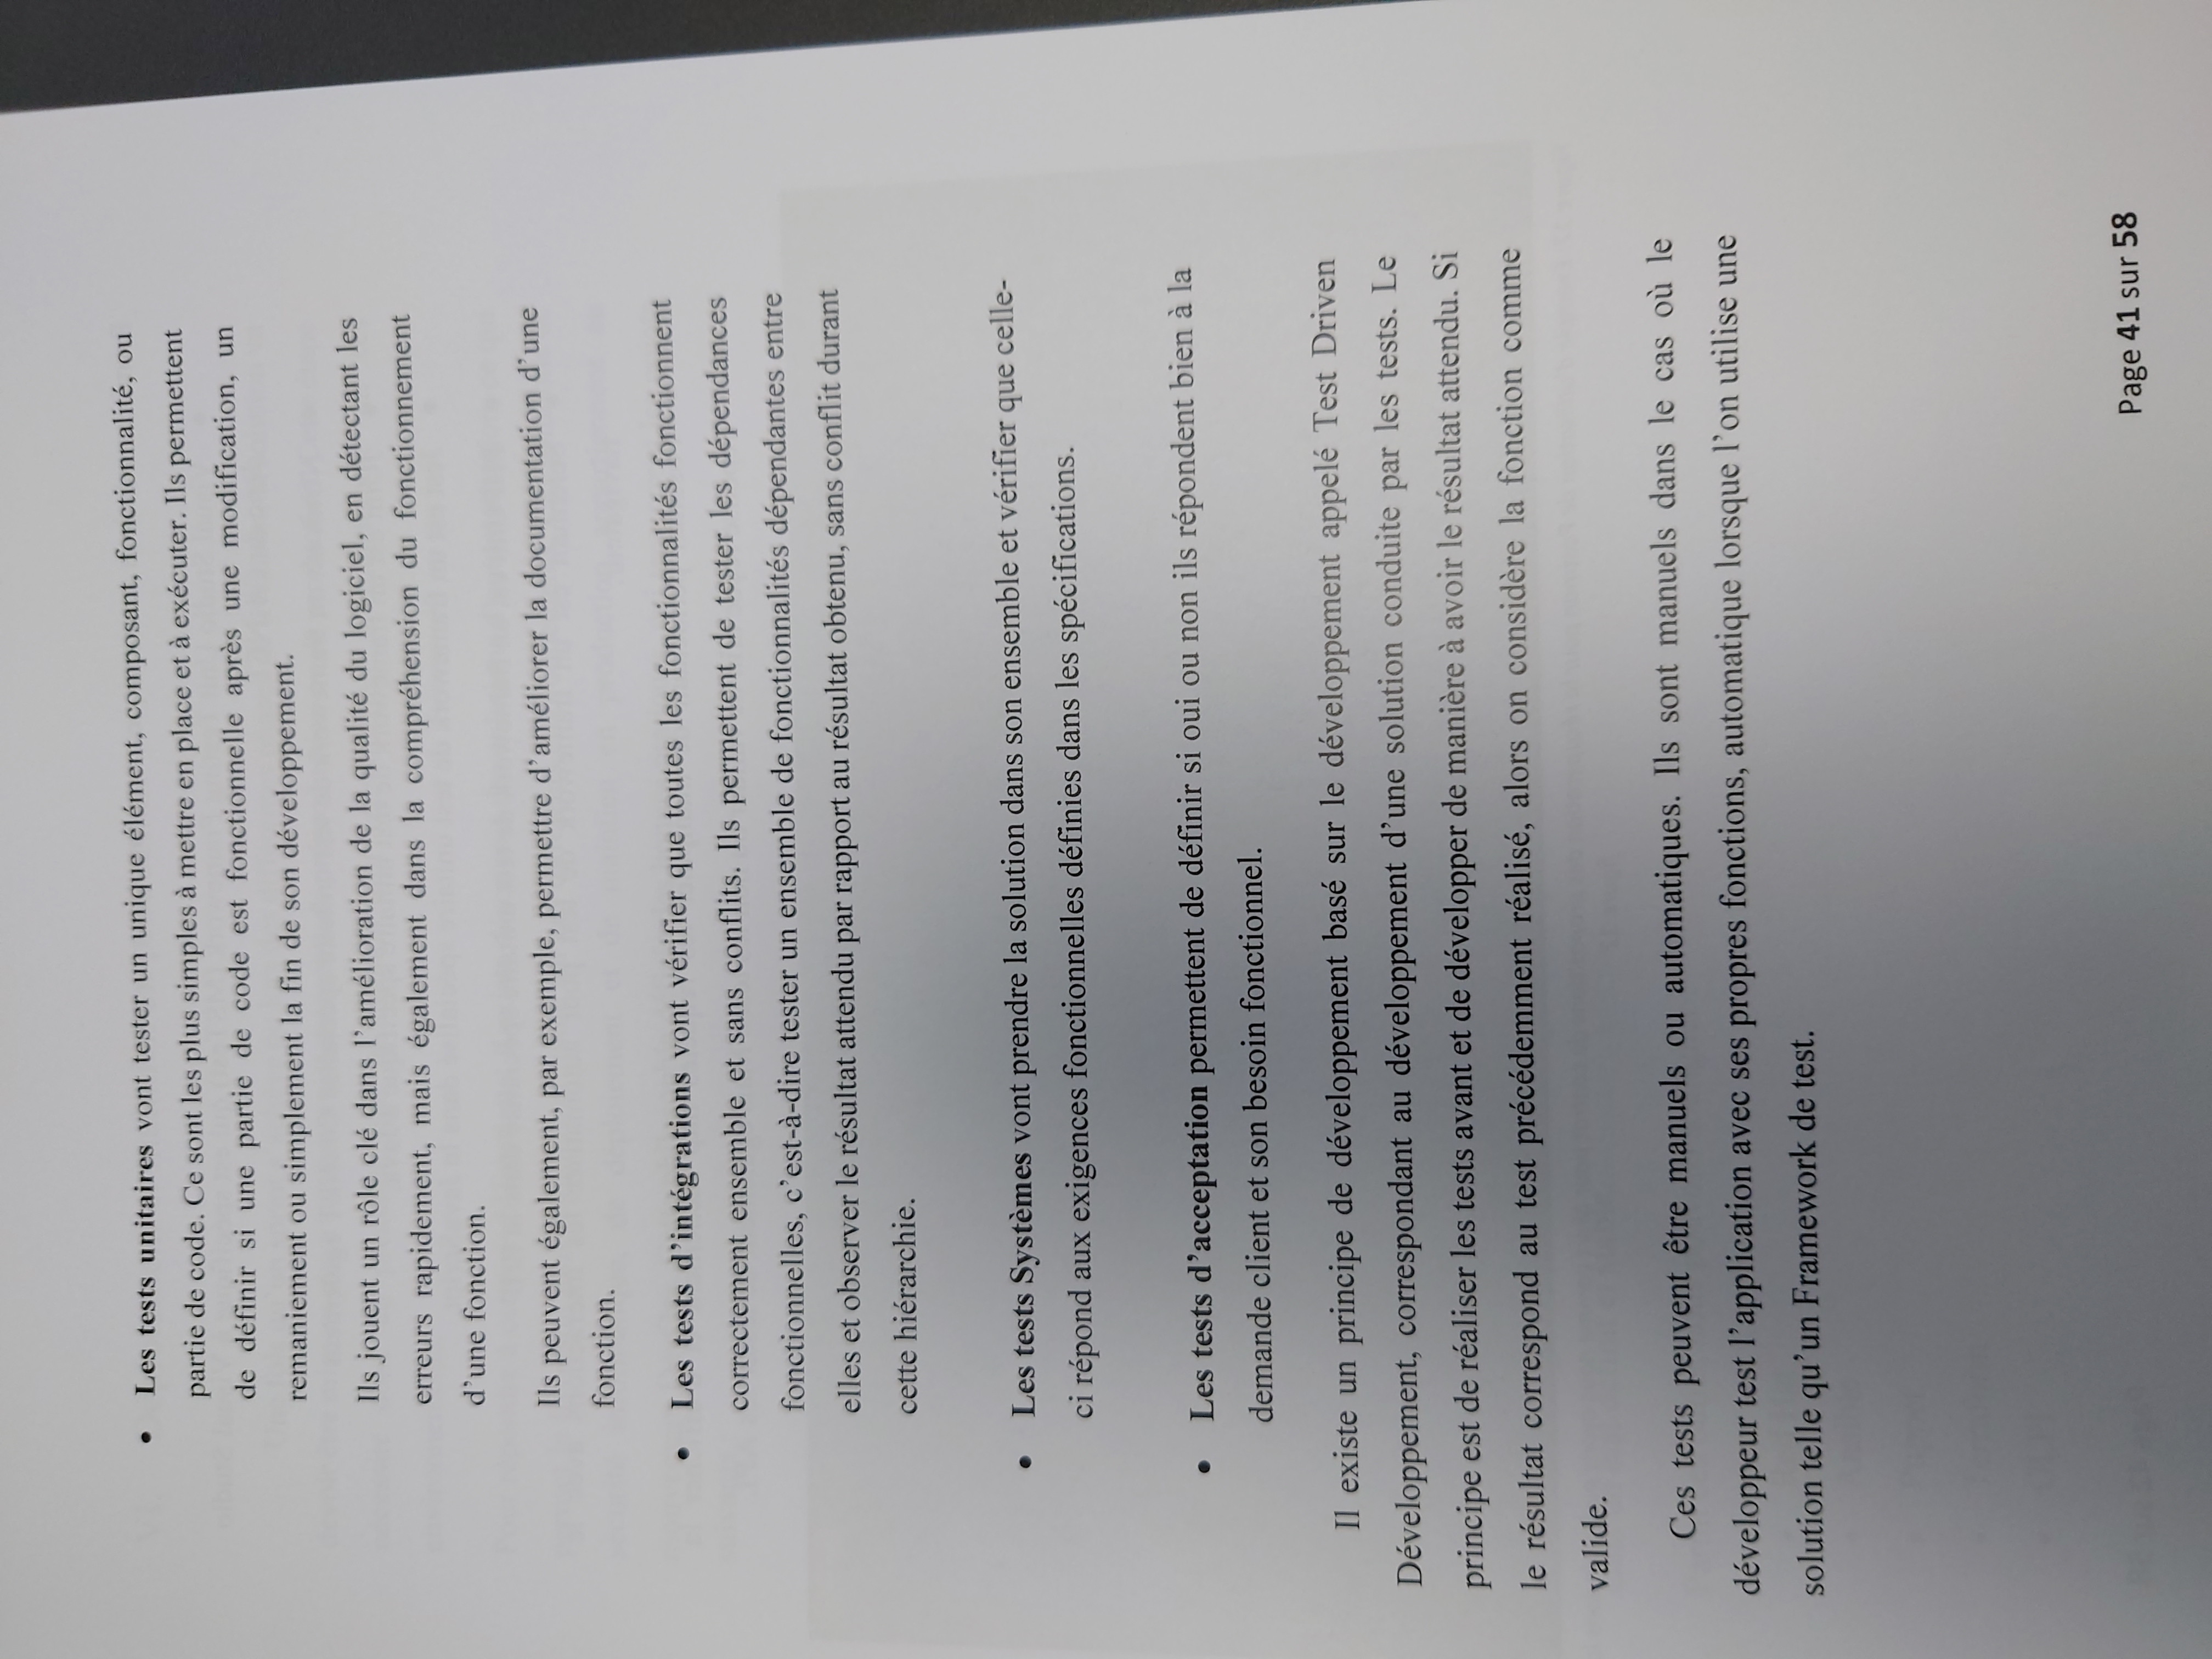 • Les tests unitaires vont tester un unique élément, composant, fonctionnalité, ou
partie de code. Ce sont les plus simples à mettre en place et à exécuter. Ils permettent
de définir si une partie de code est fonctionnelle après une modification, un
remaniement ou simplement la fin de son développement.
Ils jouent un rôle clé dans l'amélioration de la qualité du logiciel, en détectant les
erreurs rapidement, mais également dans la compréhension du fonctionnement
d'une fonction.
Ils peuvent également, par exemple, permettre d'améliorer la documentation d'une
fonction.
• Les tests d'intégrations vont vérifier que toutes les fonctionnalités fonctionnent
correctement ensemble et sans conflits. Ils permettent de tester les dépendances
fonctionnelles, c'est-à-dire tester un ensemble de fonctionnalités dépendantes entre
elles et observer le résultat attendu par rapport au résultat obtenu, sans conflit durant
cette hiérarchie.
• Les tests Systèmes vont prendre la solution dans son ensemble et vérifier que celle-
ci répond aux exigences fonctionnelles définies dans les spécifications.
• Les tests d'acceptation permettent de définir si oui ou non ils répondent bien à la
demande client et son besoin fonctionnel.
Il existe un principe de développement basé sur le développement appelé Test Driven
Développement, correspondant au développement d'une solution conduite par les tests. Le
principe est de réaliser les tests avant et de développer de manière à avoir le résultat attendu. Si
le résultat correspond au test précédemment réalisé, alors on considère la fonction comme
valide.
Ces tests peuvent être manuels ou automatiques. Ils sont manuels dans le cas où le
développeur test l'application avec ses propres fonctions, automatique lorsque l'on utilise une
solution telle qu'un Framework de test.
Page 41 sur 58